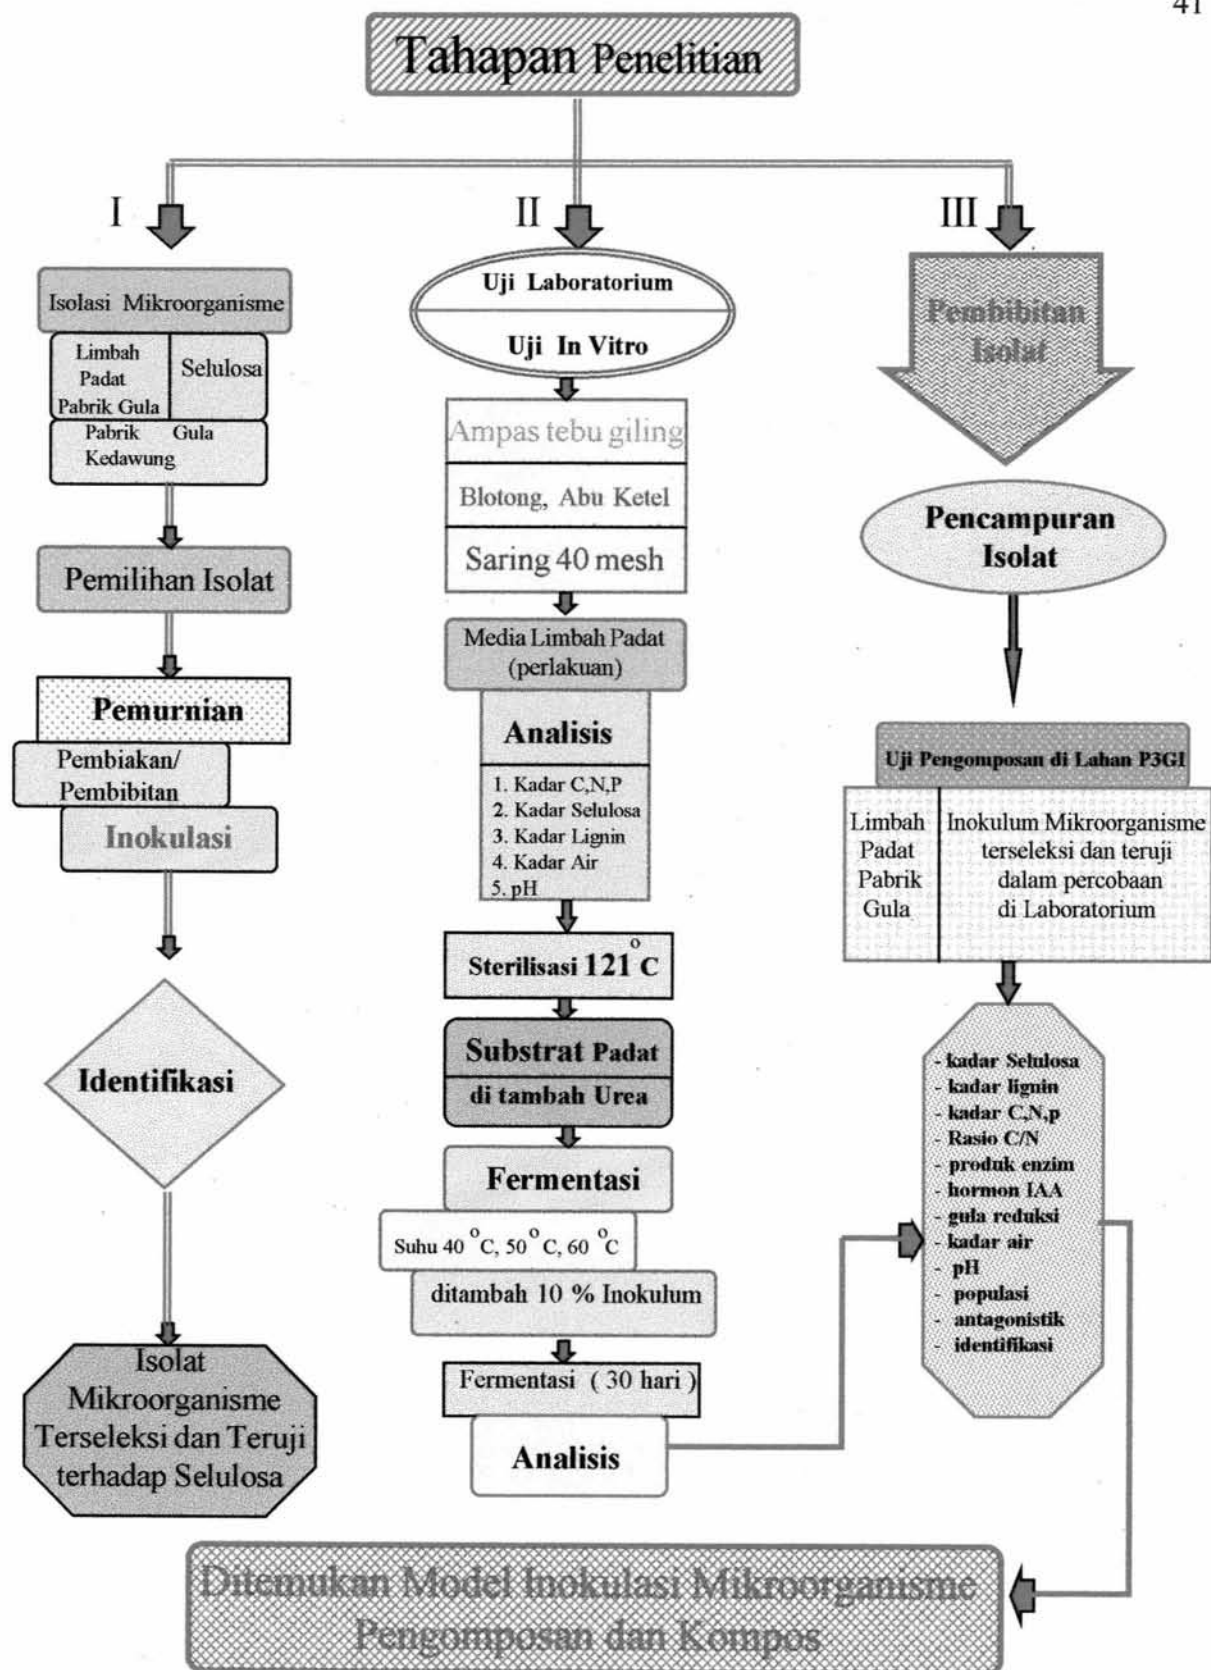 41
Tahapan Penelitian
I
Isolasi Mikroorganisme
Limbah
Padat
Pabrik Gula
Selulosa
Pabrik Gula
Kedawung
Pemilihan Isolat
Pemurnian
Pembiakan/
Pembibitan
Inokulasi
Identifikasi
Isolat
Mikroorganisme
Terseleksi dan Teruji
terhadap Selulosa
II
Uji Laboratorium
Uji In Vitro
Ampas tebu giling
Blotong, Abu Ketel
Saring 40 mesh
Media Limbah Padat
(perlakuan)
Analisis
1. Kadar C,N,P
2. Kadar Selulosa
3. Kadar Lignin
4. Kadar Air
5. pH
Sterilisasi 121°C
Substrat Padat
di tambah Urea
Fermentasi
Suhu 40 °C, 50°C, 60 °C
ditambah 10 % Inokulum
Fermentasi ( 30 hari )
Analisis
III
Pembibitan
Isolat
Pencampuran
Isolat
Uji Pengomposan di Lahan P3GI
Limbah
Padat
Pabrik
Gula
Inokulum Mikroorganisme
terseleksi dan teruji
dalam percobaan
di Laboratorium
- kadar Selulosa
- kadar lignin
- kadar C,N,p
- Rasio C/N
- produk enzim
- hormon IAA
- gula reduksi
- kadar air
- pH
- populasi
- antagonistik
- identifikasi
Ditemukan Model Inokulasi Mikroorganisme
Pengomposan dan Kompos